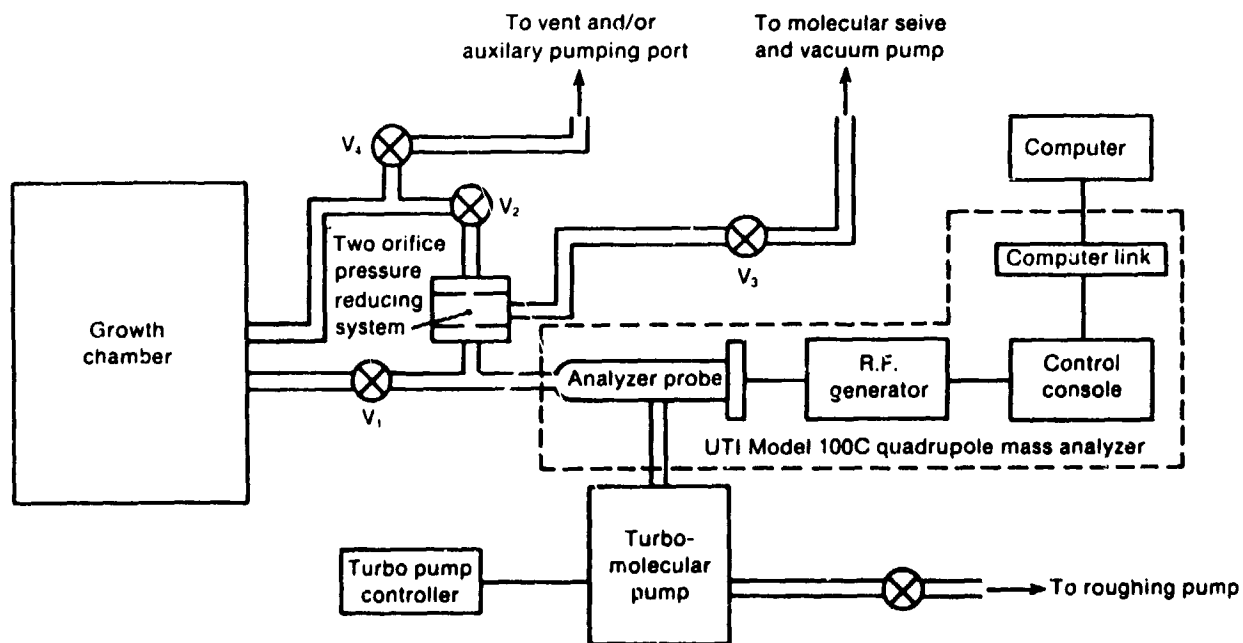 To vent and/or
auxilary pumping port
To molecular seive
and vacuum pump
V₄
Computer
V₂
Two orifice
pressure
reducing
system
V₃
Computer link
Growth
chamber
Analyzer probe
R.F.
generator
Control
console
V₁
UTI Model 100C quadrupole mass analyzer
Turbo-
molecular
pump
Turbo pump
controller
To roughing pump